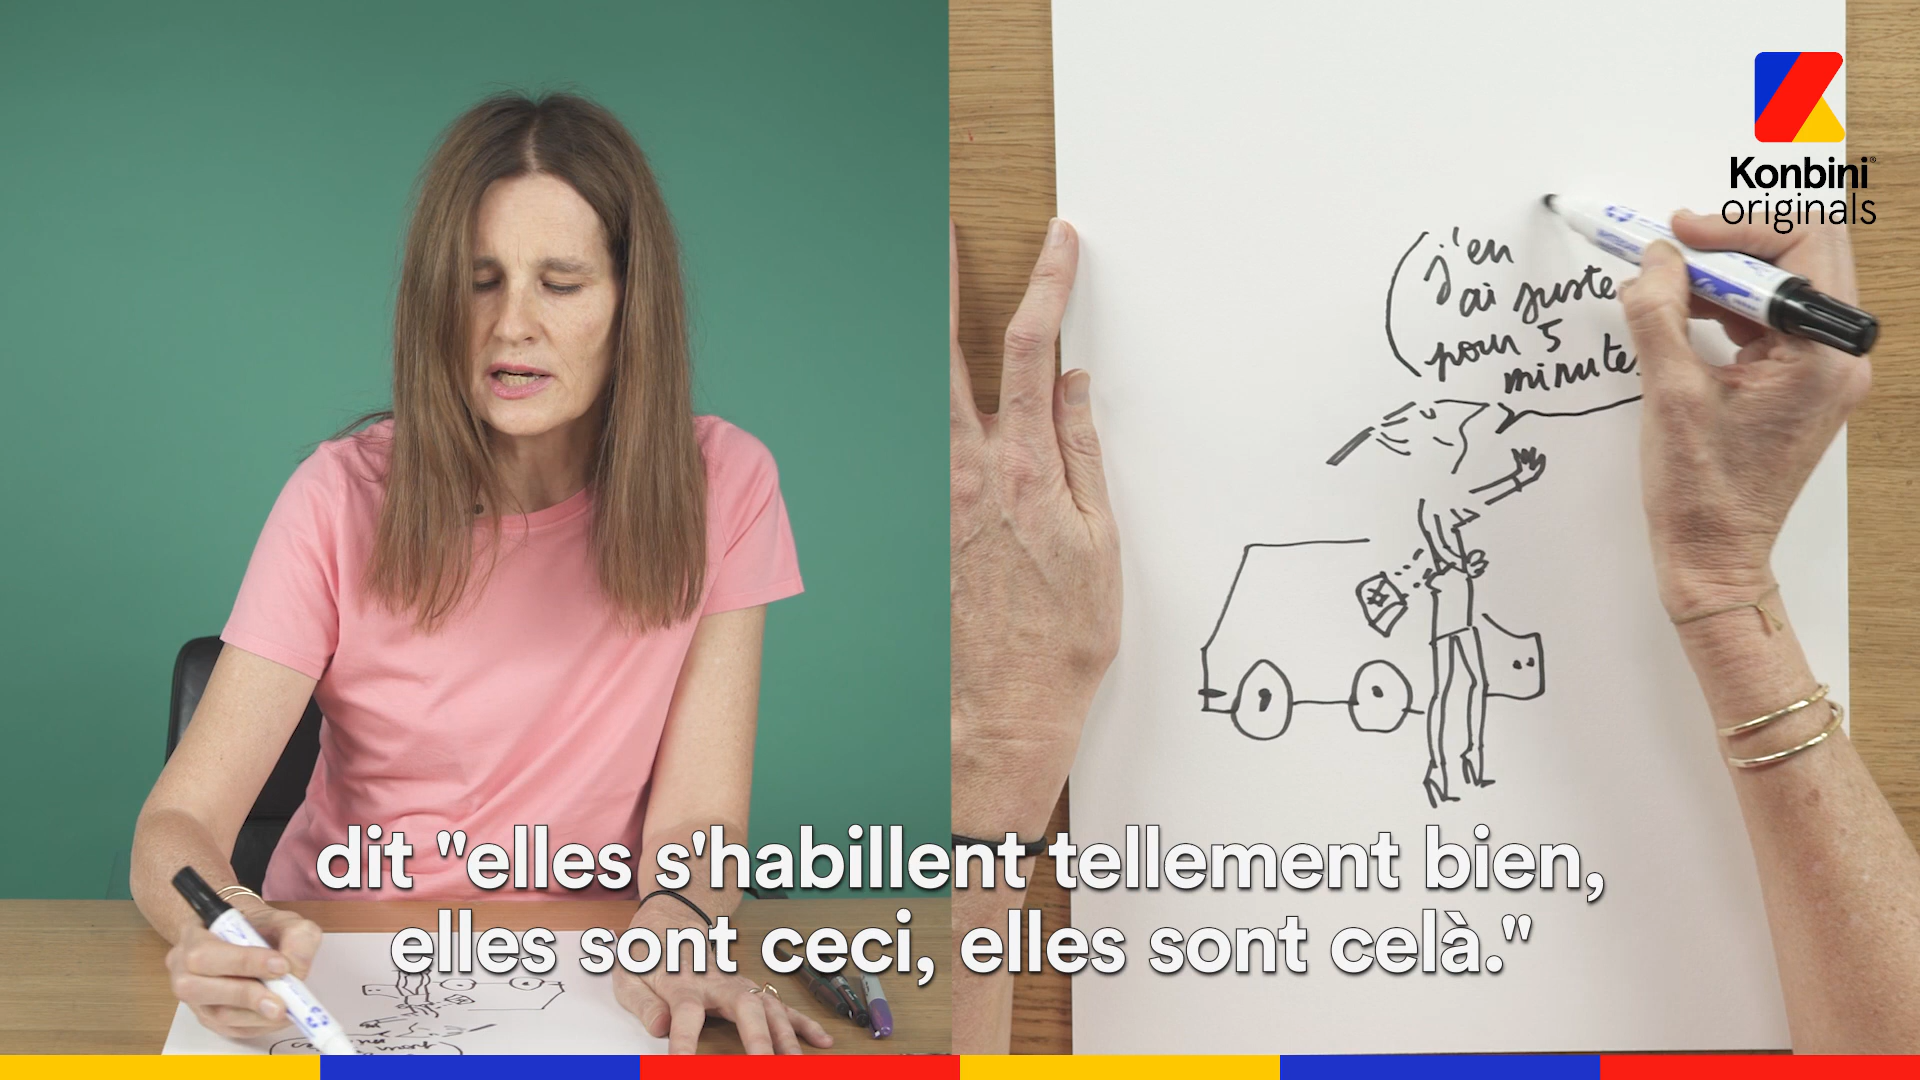 Konbini
originals
j'en
ai juste
pour 5
minutes
dit "elles s'habillent tellement bien,
elles sont ceci, elles sont celà."